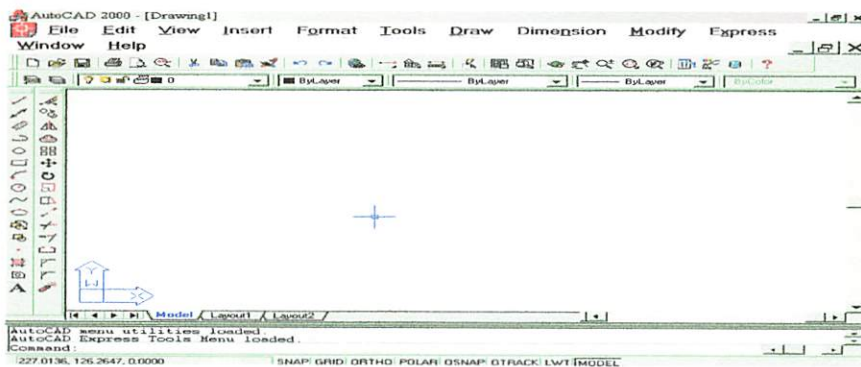 AutoCAD 2000 - [Drawing1]
File Edit View Insert Format Tools Draw Dimension Modify Express
Window Help
0 ByLayer ByLayer ByLayer ByColor
A
Y
W
X
Model Layout1 Layout2
AutoCAD menu utilities loaded.
AutoCAD Express Tools Menu loaded.
Command:
227.0136, 126.2647, 0.0000 SNAP GRID ORTHO POLAR OSNAP OTRACK LWT MODEL